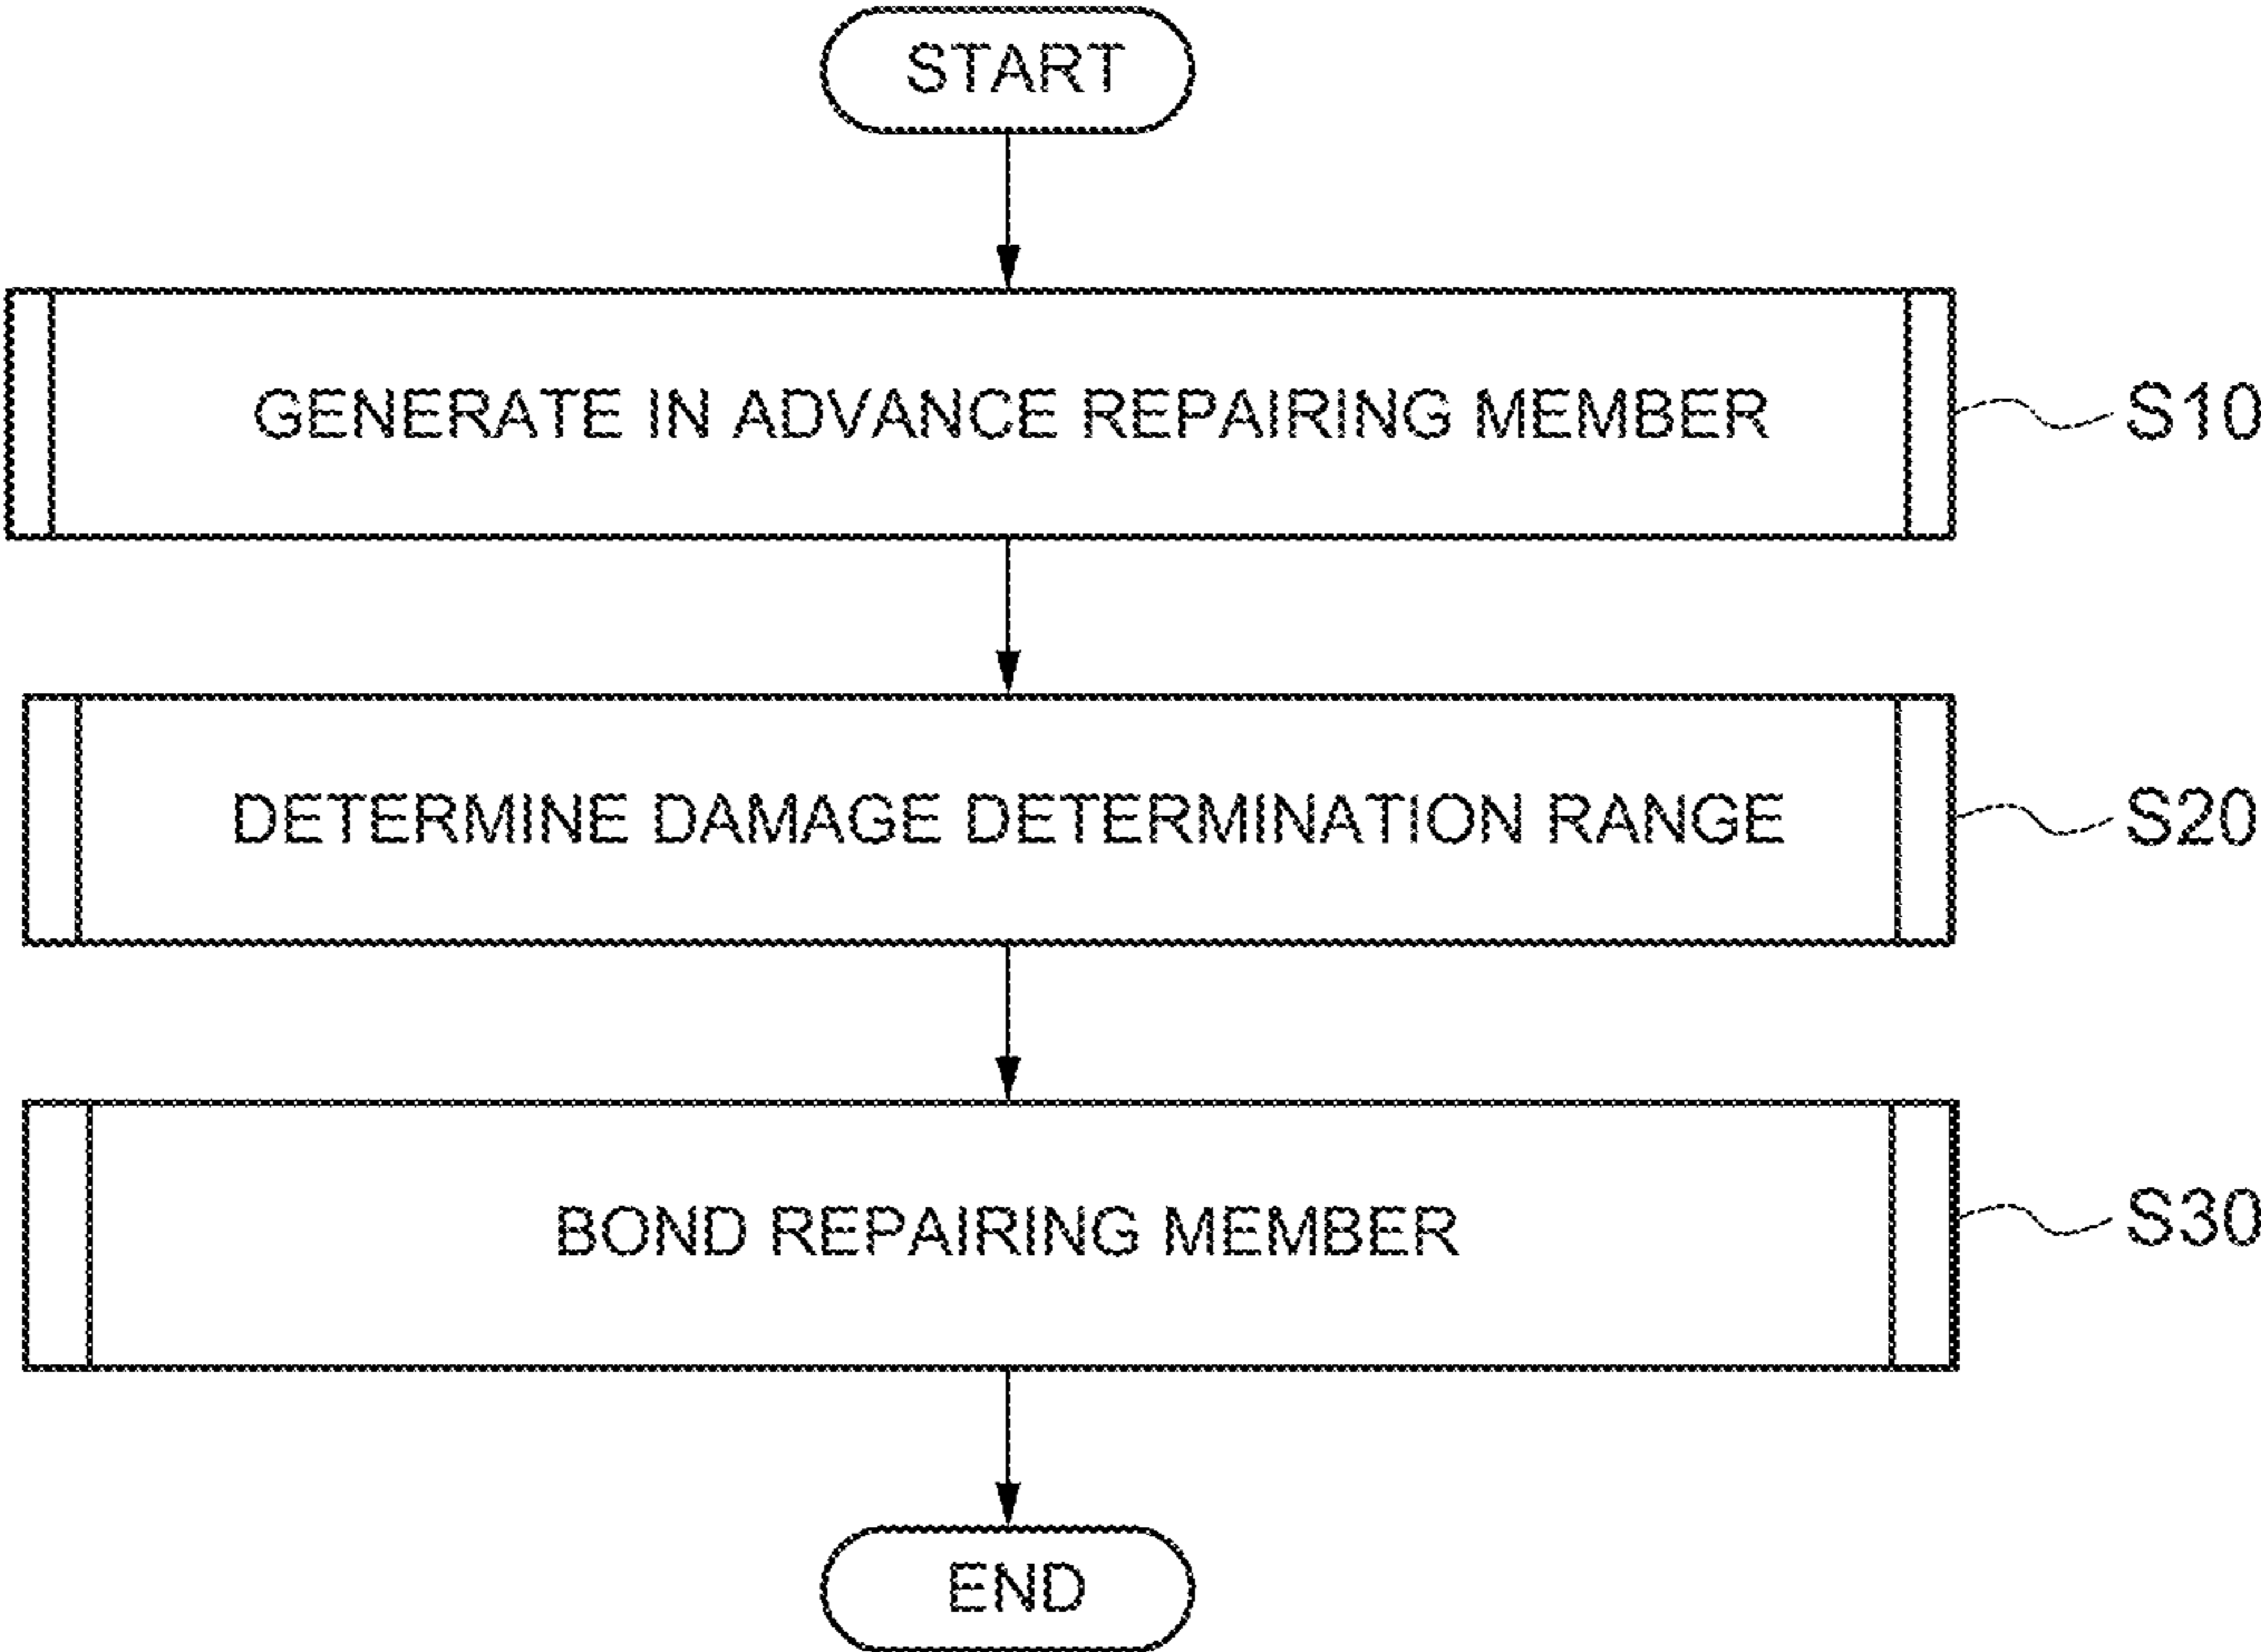 START
GENERATE IN ADVANCE REPAIRING MEMBER
S10
DETERMINE DAMAGE DETERMINATION RANGE
S20
BOND REPAIRING MEMBER
S30
END